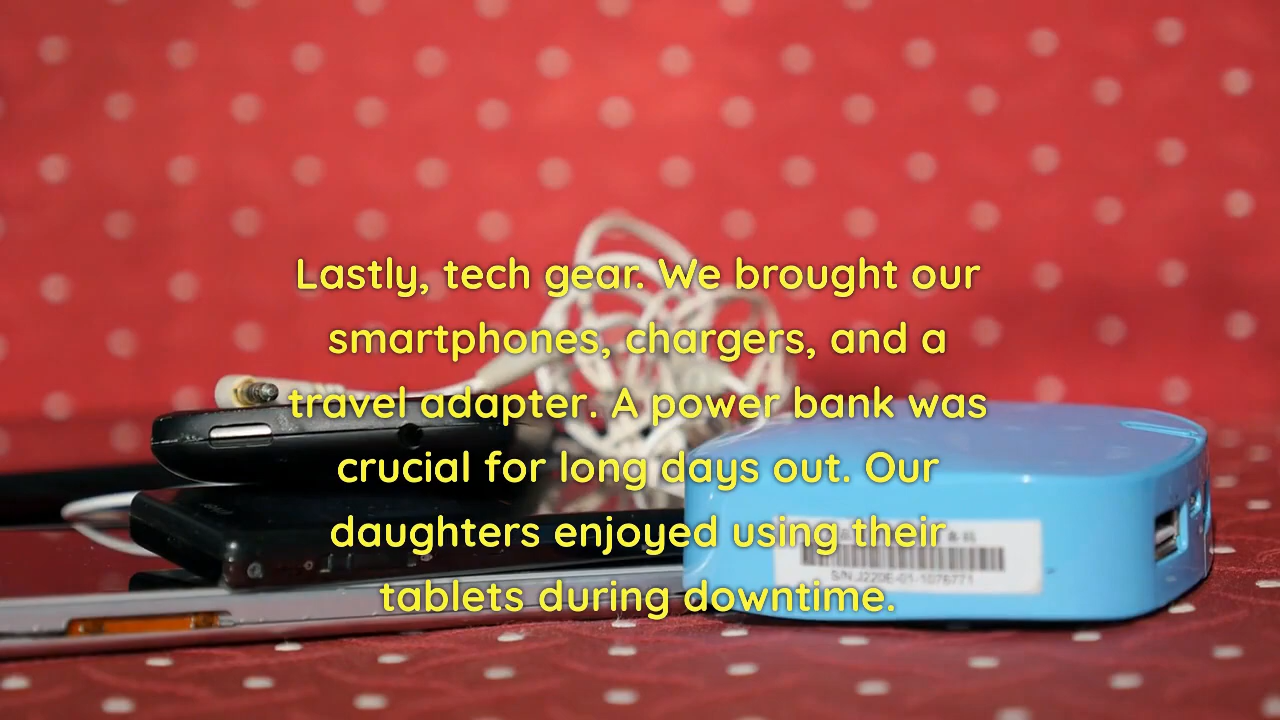 Lastly, tech gear. We brought our
smartphones, chargers, and a
travel adapter. A power bank was
crucial for long days out. Our
daughters enjoyed using their
tablets during downtime.